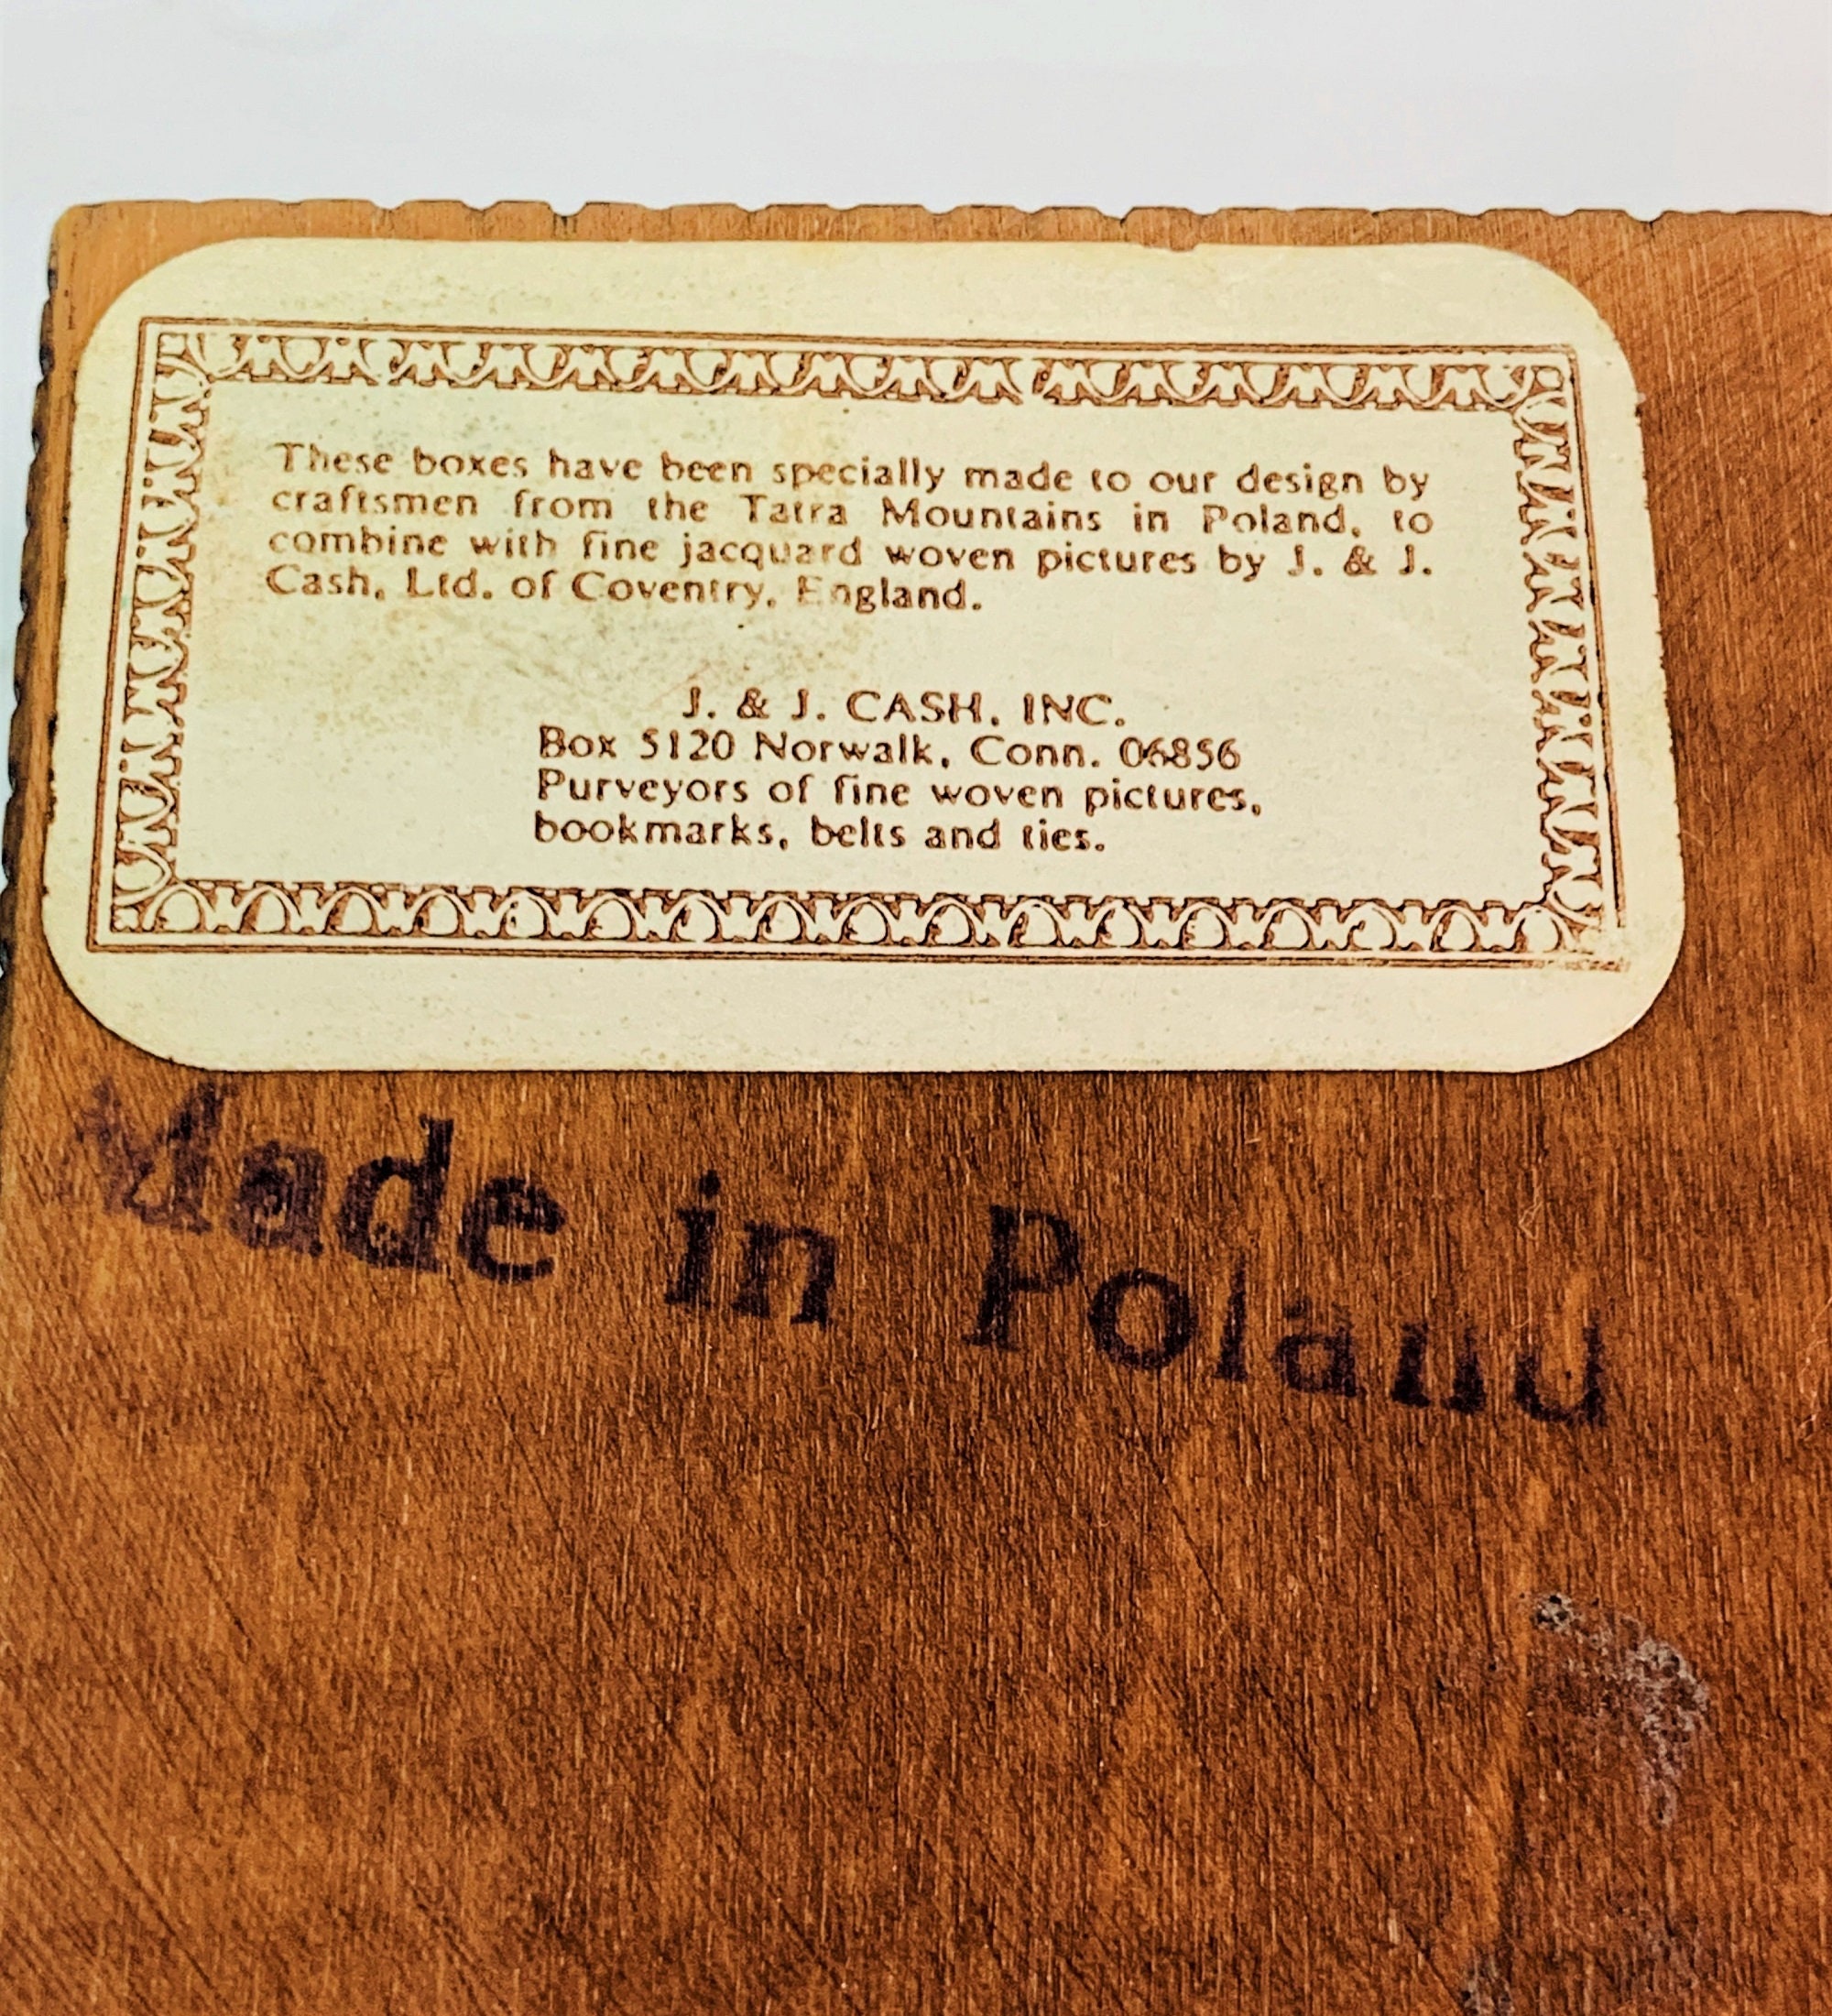 These boxes have been specially made to our design by
craftsmen from the Tatra Mountains in Poland, to
combine with fine jacquard woven pictures by J. & J.
Cash, Ltd. of Coventry, England.
J. & J. CASH, INC.
Box 5120 Norwalk, Conn. 06856
Purveyors of fine woven pictures,
bookmarks, belts and ties.
Made in Poland